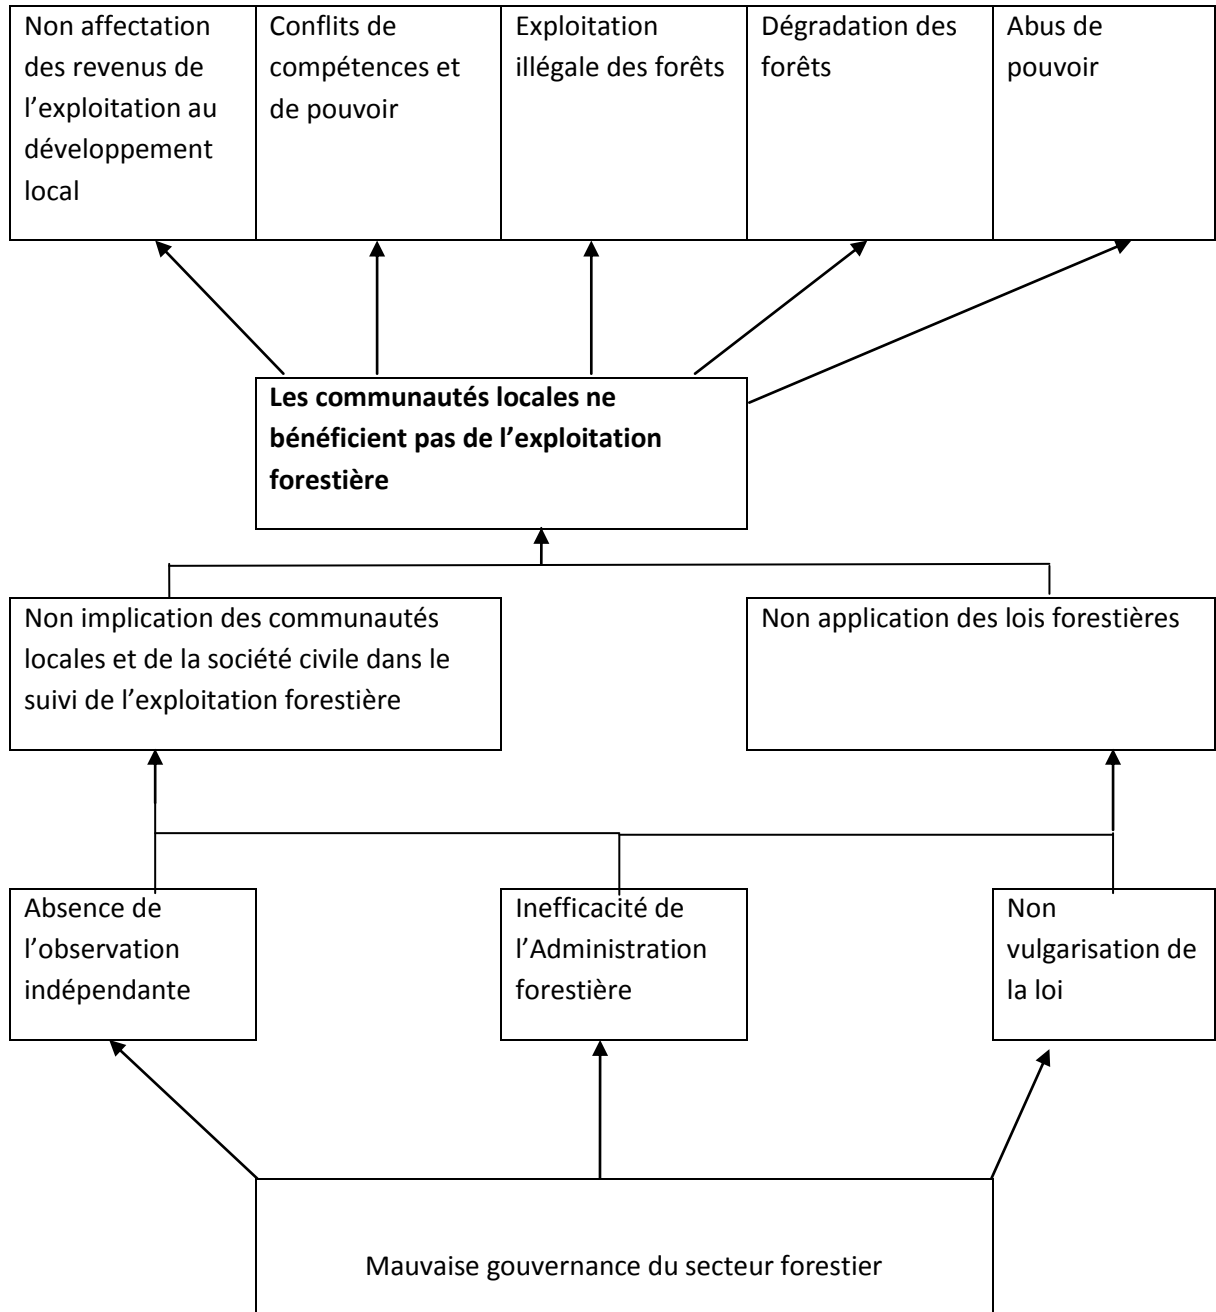 Non affectation
des revenus de
l’exploitation au
développement
local
Conflits de
compétences et
de pouvoir
Exploitation
illégale des forêts
Dégradation des
forêts
Abus de
pouvoir
Les communautés locales ne
bénéficient pas de l’exploitation
forestière
Non implication des communautés
locales et de la société civile dans le
suivi de l’exploitation forestière
Non application des lois forestières
Absence de
l’observation
indépendante
Inefficacité de
l’Administration
forestière
Non
vulgarisation de
la loi
Mauvaise gouvernance du secteur forestier